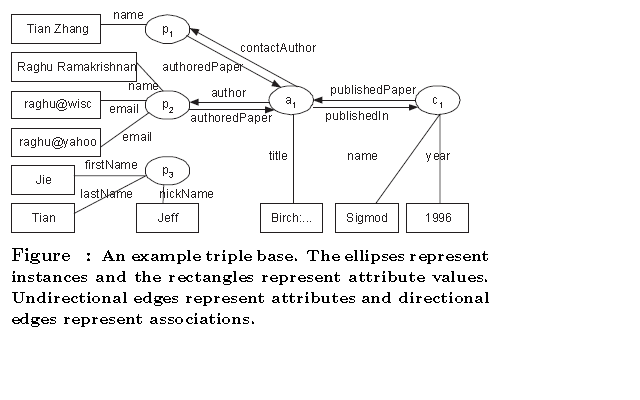 name
Tian Zhang
p1
contactAuthor
Raghu Ramakrishnan
authoredPaper
name
author
publishedPaper
raghu@wisc
email
p2
a1
c1
authoredPaper
publishedIn
raghu@yahoo
email
firstName
title
name
year
Jie
p3
lastName
nickName
Tian
Jeff
Birch:...
Sigmod
1996
Figure : An example triple base. The ellipses represent
instances and the rectangles represent attribute values.
Undirectional edges represent attributes and directional
edges represent associations.